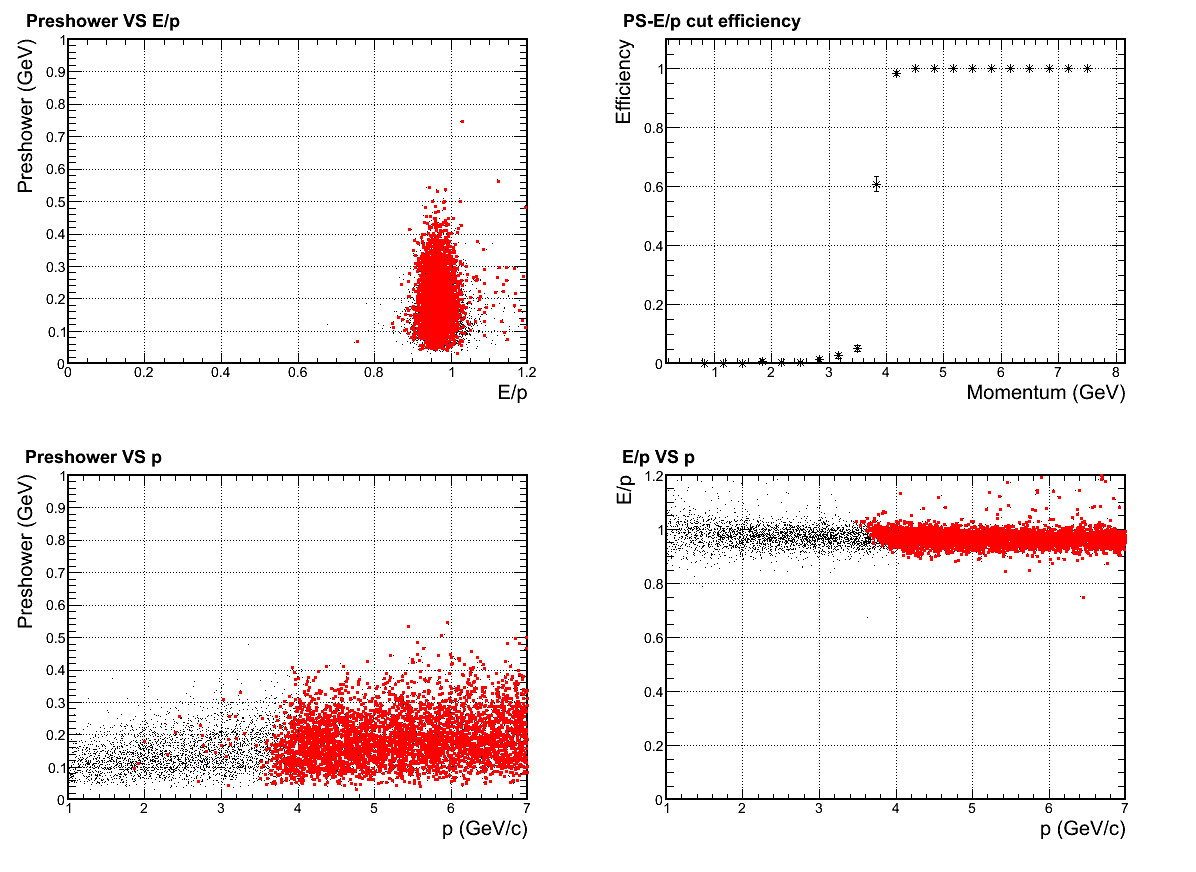 Preshower VS E/p
Preshower (GeV)
1
0.9
0.8
0.7
0.6
0.5
0.4
0.3
0.2
0.1
0
0 0.2 0.4 0.6 0.8 1 1.2
E/p
PS-E/p cut efficiency
Efficiency
1
0.8
0.6
0.4
0.2
0
1 2 3 4 5 6 7 8
Momentum (GeV)
Preshower VS p
Preshower (GeV)
1
0.9
0.8
0.7
0.6
0.5
0.4
0.3
0.2
0.1
0
1 2 3 4 5 6 7
p (GeV/c)
E/p VS p
E/p
1.2
1
0.8
0.6
0.4
0.2
0
1 2 3 4 5 6 7
p (GeV/c)